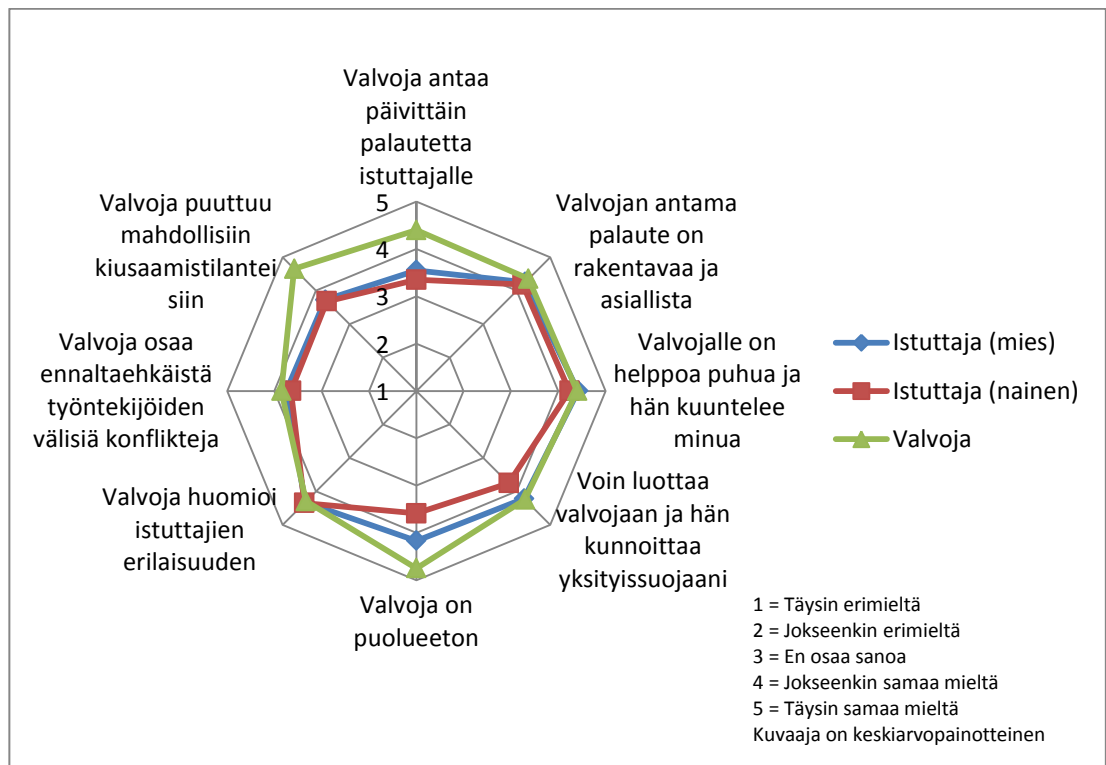 Valvoja antaa
päivittäin
palautetta
istuttajalle
Valvojan antama
palaute on
rakentavaa ja
asiallista
Valvojalle on
helppoa puhua ja
hän kuuntelee
minua
Voin luottaa
valvojaan ja hän
kunnoittaa
yksityissuojaani
Valvoja on
puolueeton
Valvoja huomioi
istuttajien
erilaisuuden
Valvoja osaa
ennaltaehkäistä
työntekijöiden
välisiä konflikteja
Valvoja puuttuu
mahdollisiin
kiusaamistilantei
siin
5
4
3
2
1
Istuttaja (mies)
Istuttaja (nainen)
Valvoja
1 = Täysin erimieltä
2 = Jokseenkin erimieltä
3 = En osaa sanoa
4 = Jokseenkin samaa mieltä
5 = Täysin samaa mieltä
Kuvaaja on keskiarvopainotteinen